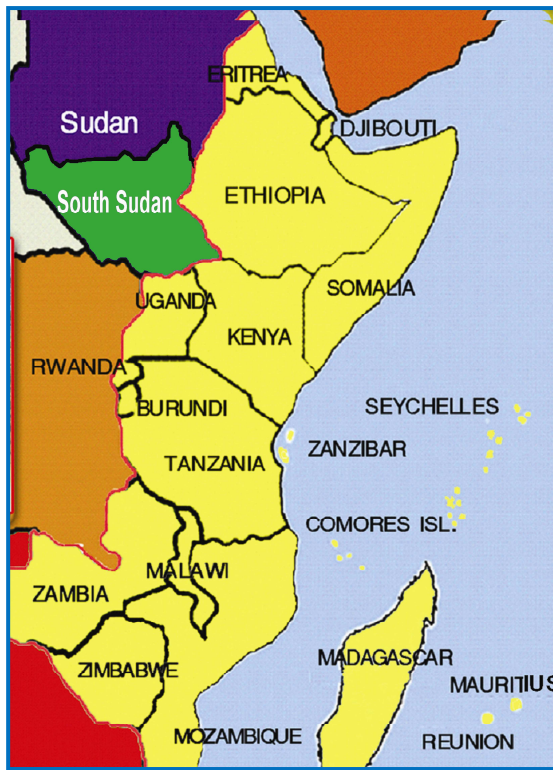 ERITREA
Sudan
DJIBOUTI
South Sudan
ETHIOPIA
SOMALIA
UGANDA
KENYA
RWANDA
BURUNDI
SEYCHELLES
ZANZIBAR
TANZANIA
COMORES ISL.
MALAWI
ZAMBIA
MADAGASCAR
ZIMBABWE
MAURITIUS
MOZAMBIQUE
REUNION